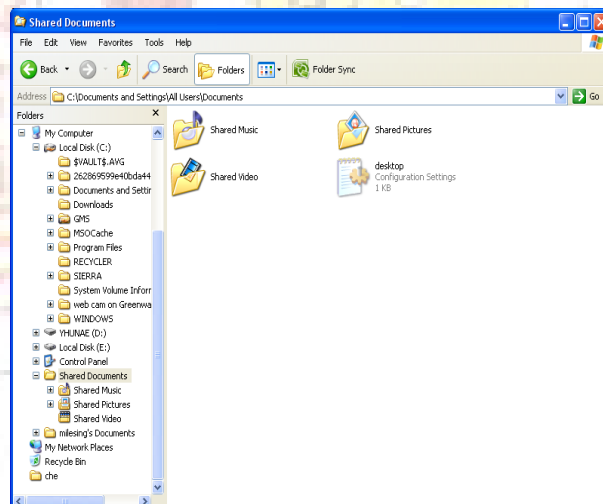 Shared Documents
File Edit View Favorites Tools Help
Back Search Folders Folder Sync
Address C:\Documents and Settings\All Users\Documents Go
Folders
My Computer
Local Disk (C:)
$VAULT$.AVG
262869599e40bda44
Documents and Settin
Downloads
GMS
MSOCache
Program Files
RECYCLER
SIERRA
System Volume Inforr
web cam on Greenwa
WINDOWS
YHUNAE (D:)
Local Disk (E:)
Control Panel
Shared Documents
Shared Music
Shared Pictures
Shared Video
milesing's Documents
My Network Places
Recycle Bin
che
Shared Music
Shared Pictures
Shared Video
desktop
Configuration Settings
1 KB